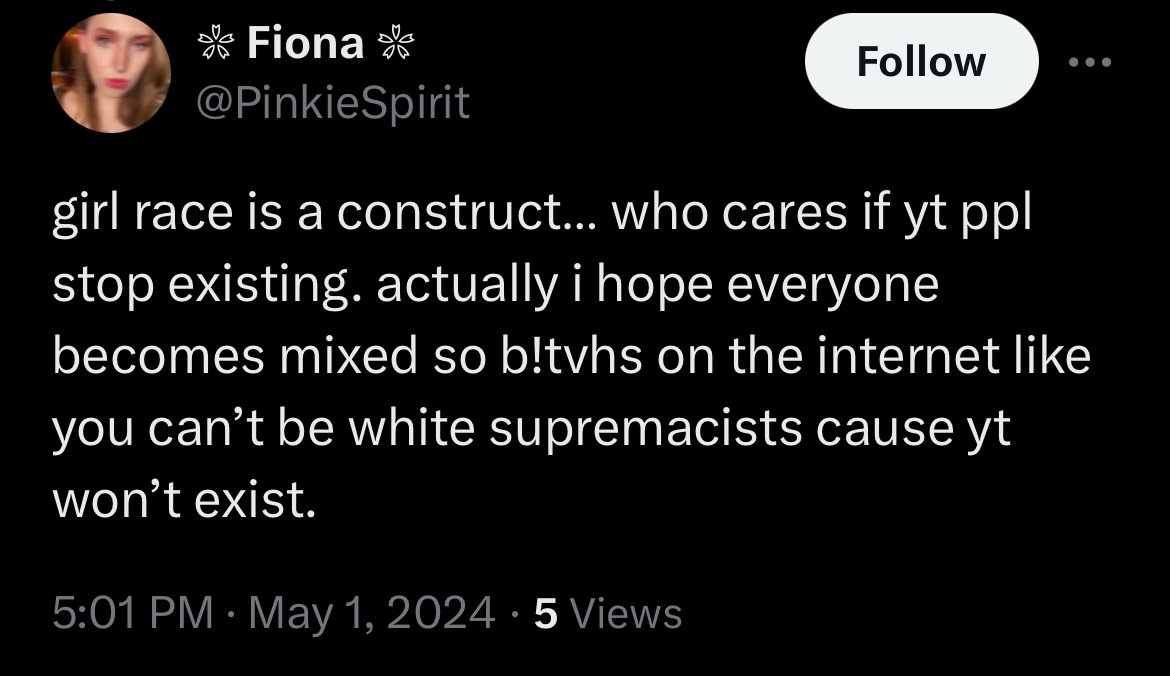 ❊ Fiona ❊
Follow
@PinkieSpirit
girl race is a construct... who cares if yt ppl
stop existing. actually i hope everyone
becomes mixed so b!tvhs on the internet like
you can’t be white supremacists cause yt
won’t exist.
5:01 PM · May 1, 2024 · 5 Views